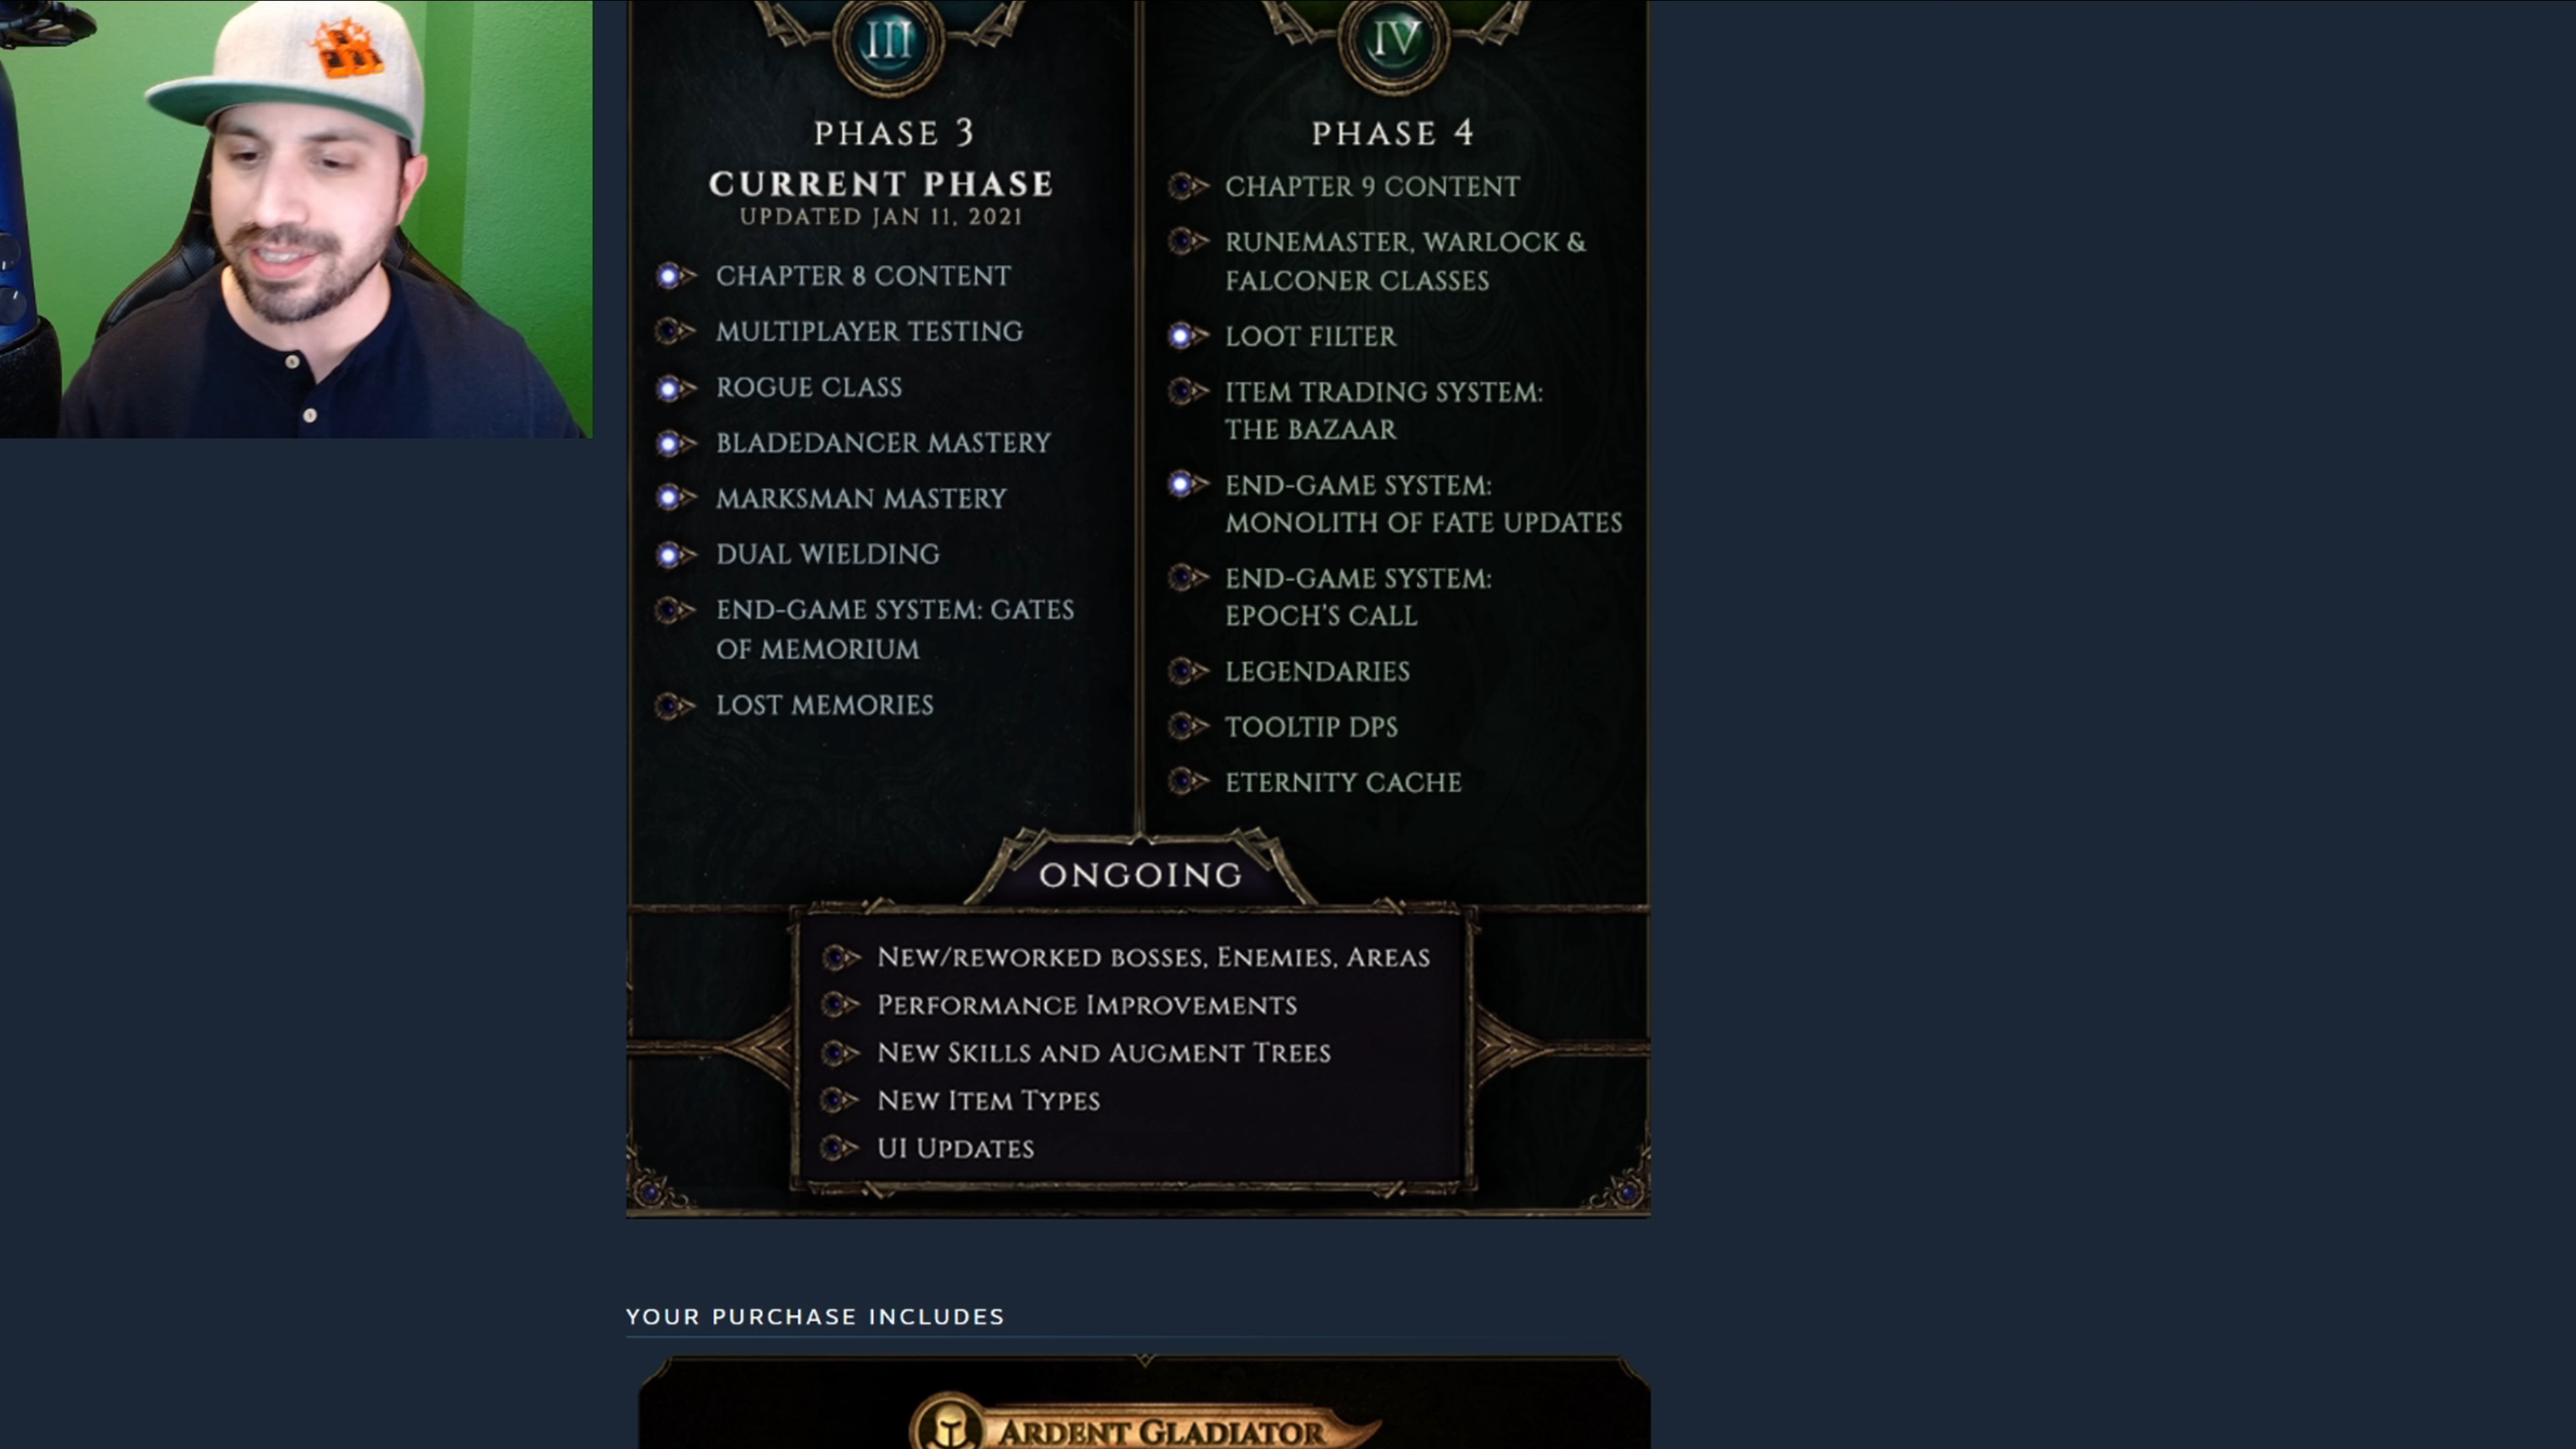 III
PHASE 3
CURRENT PHASE
UPDATED JAN 11, 2021
CHAPTER 8 CONTENT
MULTIPLAYER TESTING
ROGUE CLASS
BLADEDANCER MASTERY
MARKSMAN MASTERY
DUAL WIELDING
END-GAME SYSTEM: GATES
OF MEMORIUM
LOST MEMORIES
IV
PHASE 4
CHAPTER 9 CONTENT
RUNEMASTER, WARLOCK &
FALCONER CLASSES
LOOT FILTER
ITEM TRADING SYSTEM:
THE BAZAAR
END-GAME SYSTEM:
MONOLITH OF FATE UPDATES
END-GAME SYSTEM:
EPOCH'S CALL
LEGENDARIES
TOOLTIP DPS
ETERNITY CACHE
ONGOING
NEW/REWORKED BOSSES, ENEMIES, AREAS
PERFORMANCE IMPROVEMENTS
NEW SKILLS AND AUGMENT TREES
NEW ITEM TYPES
UI UPDATES
YOUR PURCHASE INCLUDES
ARDENT GLADIATOR